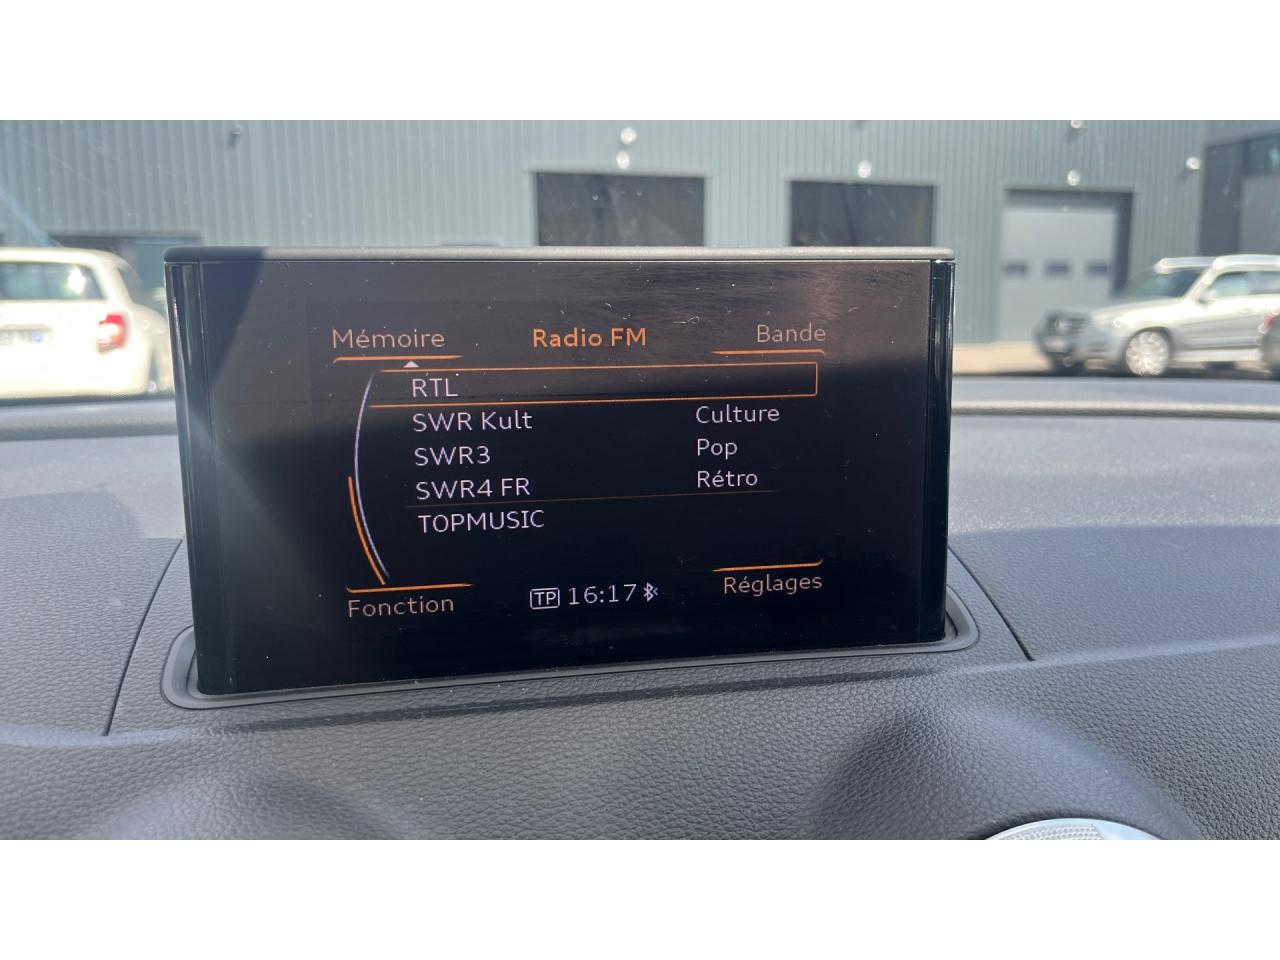 Mémoire Radio FM Bande
RTL
SWR Kult Culture
SWR3 Pop
SWR4 FR Rétro
TOPMUSIC
Fonction TP 16:17 Réglages